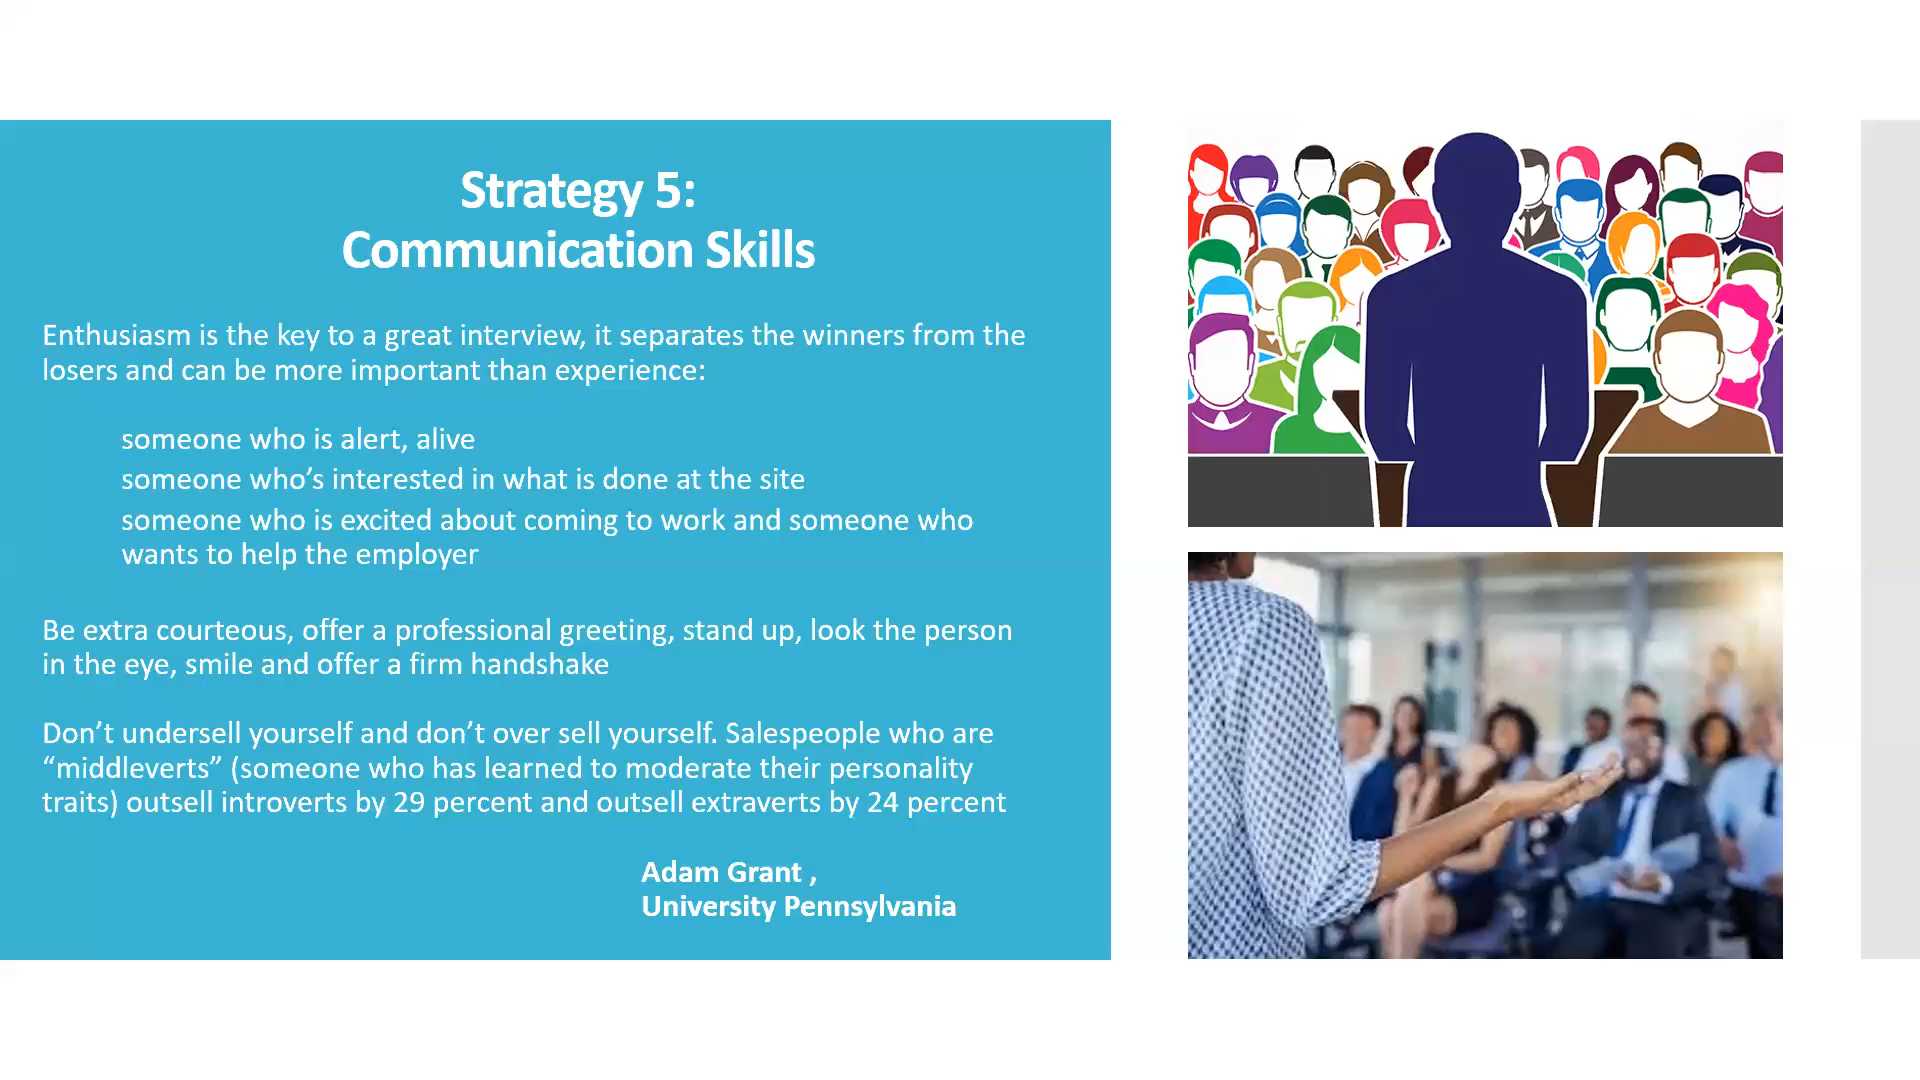 Strategy 5:
Communication Skills
Enthusiasm is the key to a great interview, it separates the winners from the
losers and can be more important than experience:
someone who is alert, alive
someone who’s interested in what is done at the site
someone who is excited about coming to work and someone who
wants to help the employer
Be extra courteous, offer a professional greeting, stand up, look the person
in the eye, smile and offer a firm handshake
Don’t undersell yourself and don’t over sell yourself. Salespeople who are
“middleverts” (someone who has learned to moderate their personality
traits) outsell introverts by 29 percent and outsell extraverts by 24 percent
Adam Grant ,
University Pennsylvania